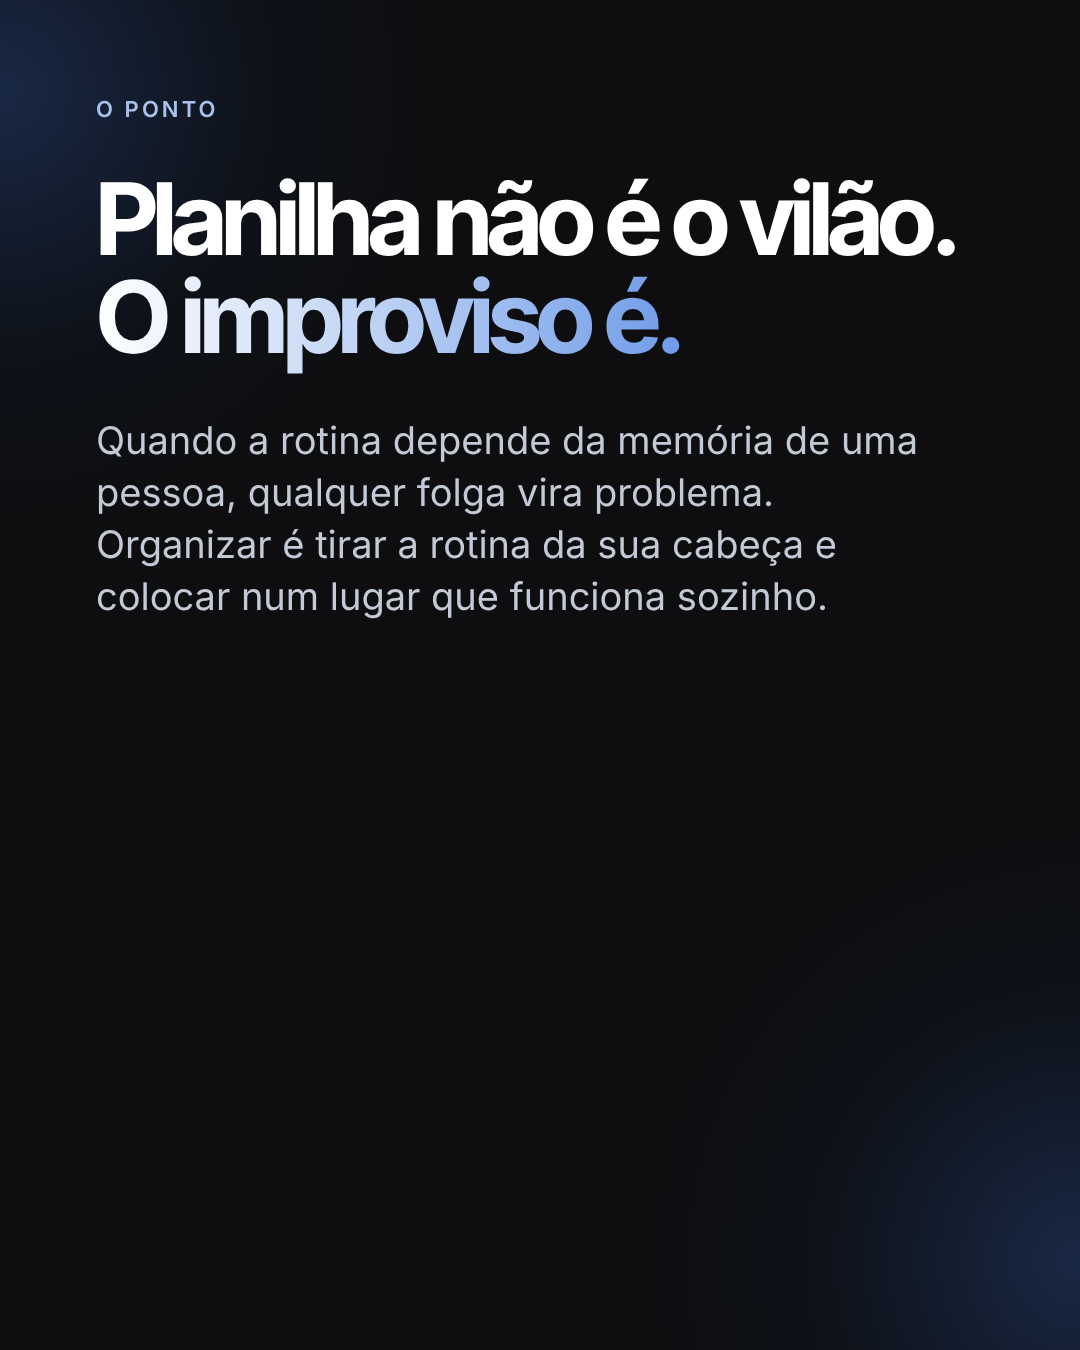 O PONTO
Planilha não é o vilão.
O improviso é.
Quando a rotina depende da memória de uma
pessoa, qualquer folga vira problema.
Organizar é tirar a rotina da sua cabeça e
colocar num lugar que funciona sozinho.